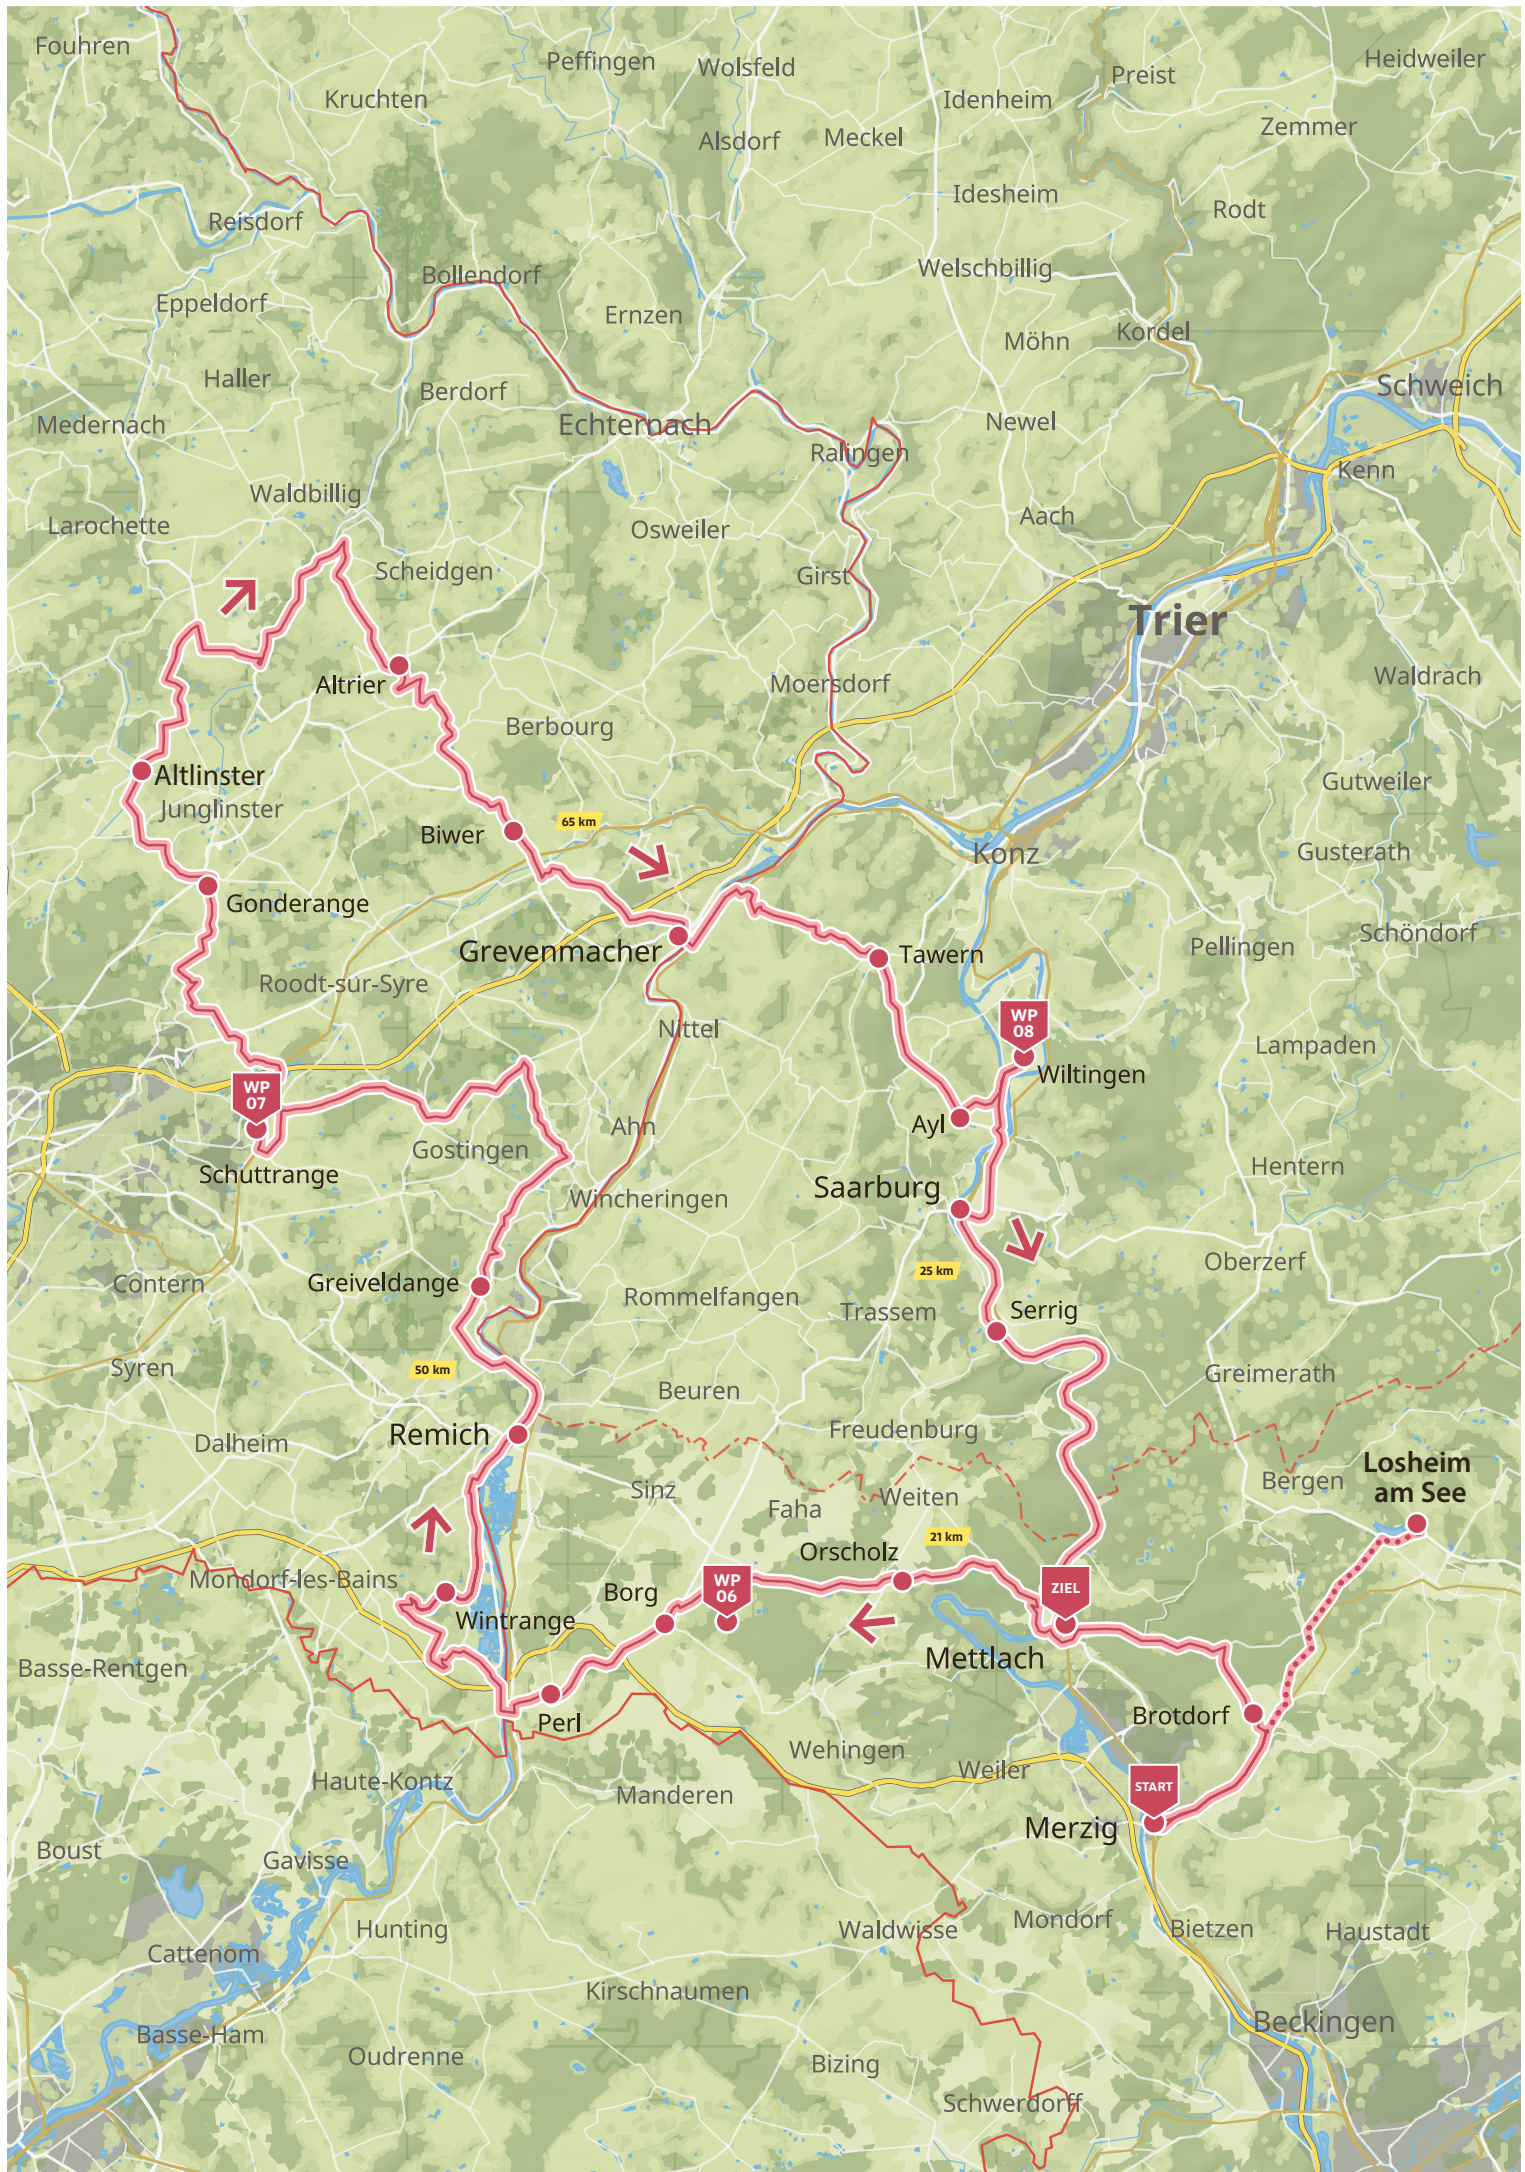 Fouhren
Peffingen
Wolsfeld
Heidweiler
Preist
Kruchten
Idenheim
Zemmer
Alsdorf
Meckel
Idesheim
Rodt
Reisdorf
Bollendorf
Welschbillig
Eppeldorf
Ernzen
Möhn
Kordel
Haller
Berdorf
Schweich
Medernach
Echternach
Newel
Ralingen
Kenn
Waldbillig
Larochette
Osweiler
Aach
Scheidgen
Girst
Trier
Waldrach
Altrier
Moersdorf
Berbourg
Altlinster
Junglinster
Gutweiler
65 km
Biwer
Konz
Gusterath
Gonderange
Grevenmacher
Tawern
Pellingen
Schöndorf
Roodt-sur-Syre
WP
08
Nittel
Lampaden
Wiltingen
WP
07
Ahn
Ayl
Gostingen
Hentern
Schuttrange
Saarburg
Wincheringen
Oberzerf
25 km
Contern
Greiveldange
Rommelfangen
Trassem
Serrig
Syren
50 km
Greimerath
Beuren
Remich
Dalheim
Freudenburg
Losheim
am See
Bergen
Sinz
Faha
Weiten
21 km
Orscholz
Mondorf-les-Bains
Borg
WP
06
ZIEL
Wintrange
Mettlach
Basse-Rentgen
Perl
Brotdorf
Wehingen
Weiler
Haute-Kontz
Manderen
START
Merzig
Boust
Gavisse
Hunting
Waldwisse
Mondorf
Bietzen
Haustadt
Cattenom
Kirschnaumen
Beckingen
Basse-Ham
Oudrenne
Bizing
Schwerdorff